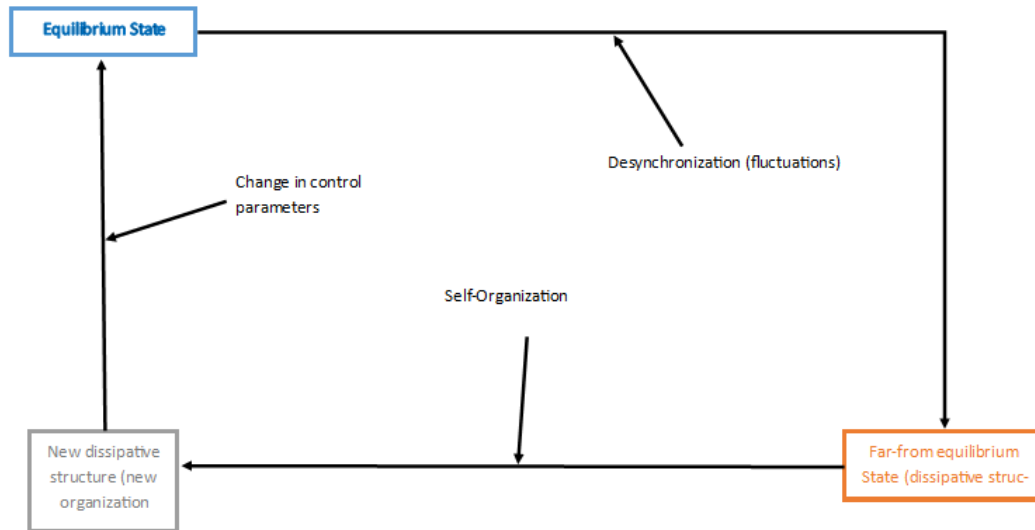 Equilibrium State
Desynchronization (fluctuations)
Change in control
parameters
Self-Organization
New dissipative
structure (new
organization
Far-from equilibrium
State (dissipative struc-